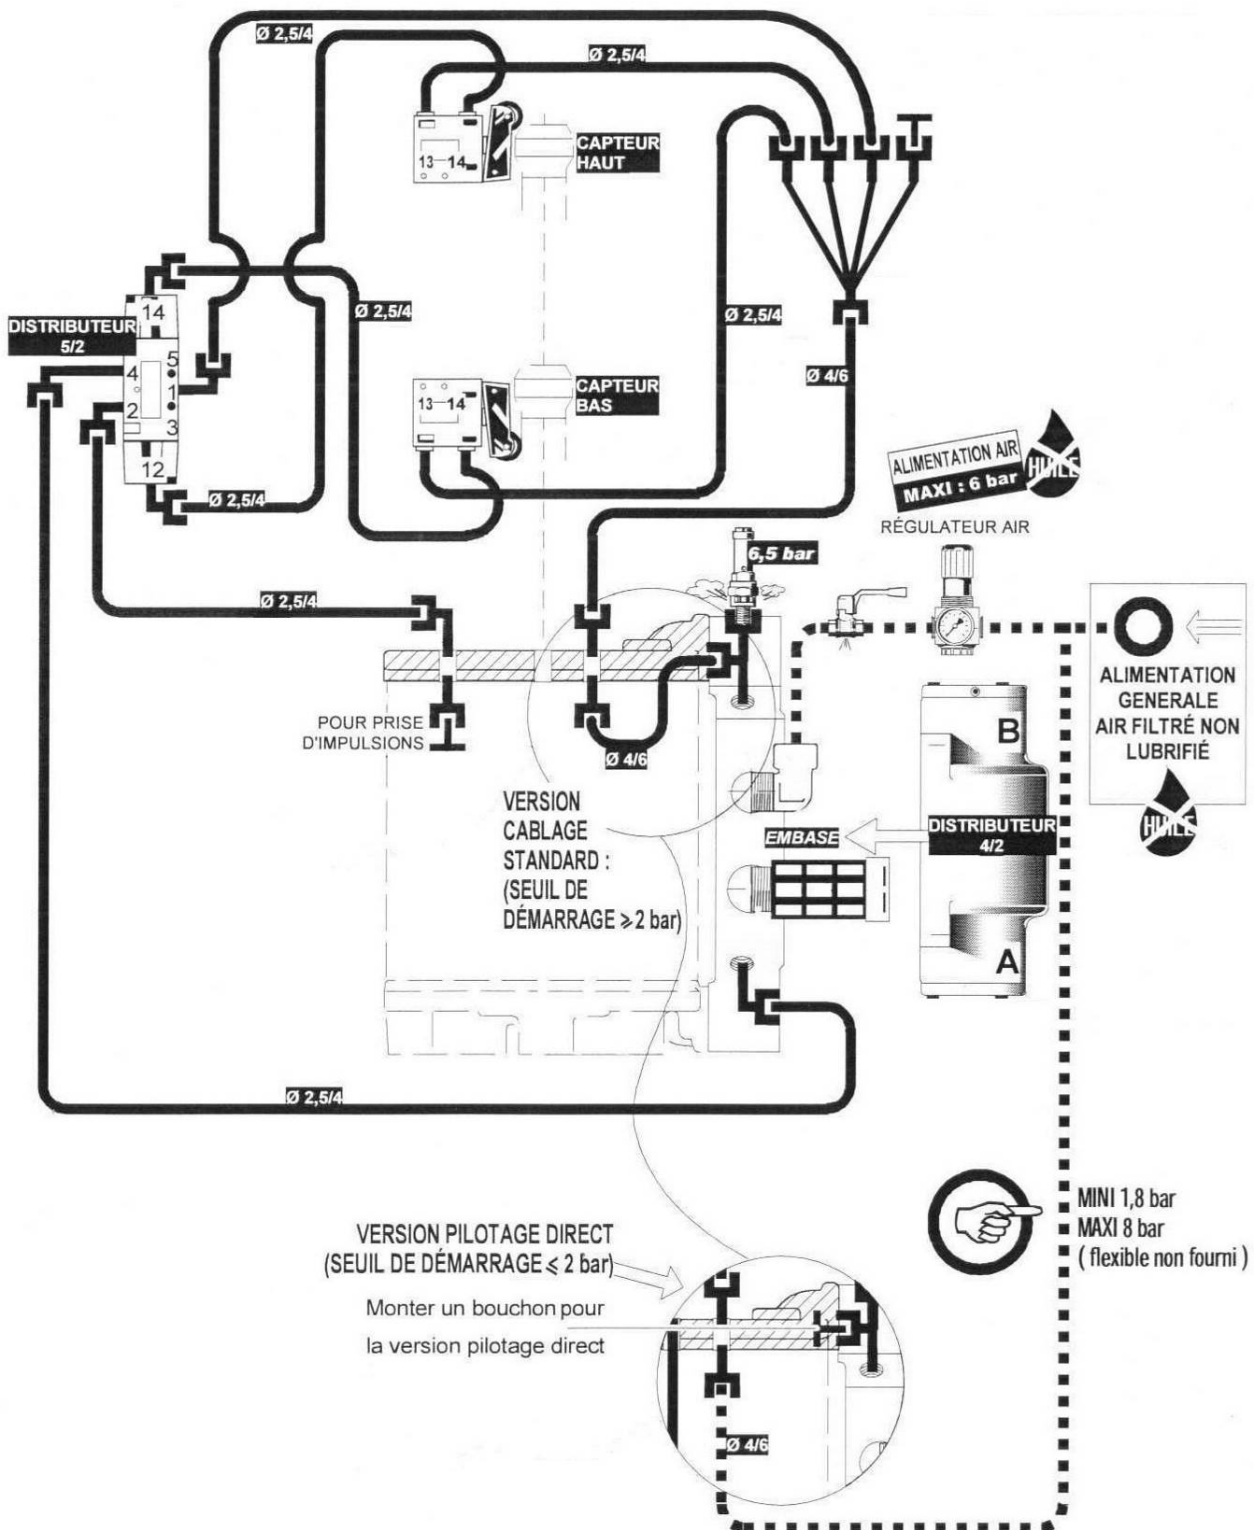 Ø 2,5/4
Ø 2,5/4
CAPTEUR
HAUT
13 14
Ø 2,5/4
Ø 2,5/4
14
DISTRIBUTEUR
5/2
5
4
1
2
3
12
Ø 4/6
CAPTEUR
BAS
13 14
Ø 2,5/4
ALIMENTATION AIR
MAXI : 6 bar
HUILE
RÉGULATEUR AIR
6,5 bar
Ø 2,5/4
POUR PRISE
D'IMPULSIONS
Ø 4/6
ALIMENTATION
GENERALE
AIR FILTRÉ NON
LUBRIFIÉ
HUILE
B
VERSION
CABLAGE
STANDARD :
(SEUIL DE
DÉMARRAGE ⩾ 2 bar)
EMBASE
DISTRIBUTEUR
4/2
A
Ø 2,5/4
MINI 1,8 bar
MAXI 8 bar
( flexible non fourni )
VERSION PILOTAGE DIRECT
(SEUIL DE DÉMARRAGE ⩽ 2 bar)
Monter un bouchon pour
la version pilotage direct
Ø 4/6